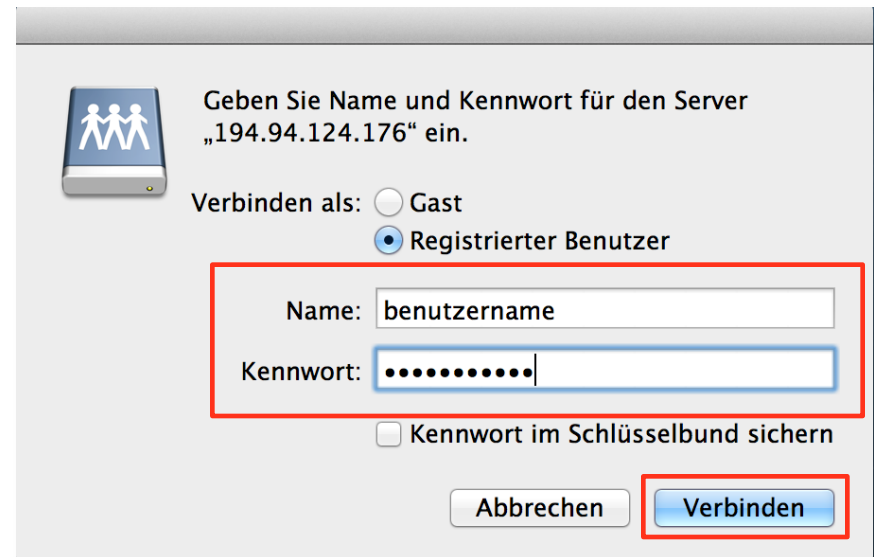 Geben Sie Name und Kennwort für den Server
„194.94.124.176“ ein.
Verbinden als: Gast
Registrierter Benutzer
Name: benutzername
Kennwort: •••••••••••
Kennwort im Schlüsselbund sichern
Abbrechen Verbinden